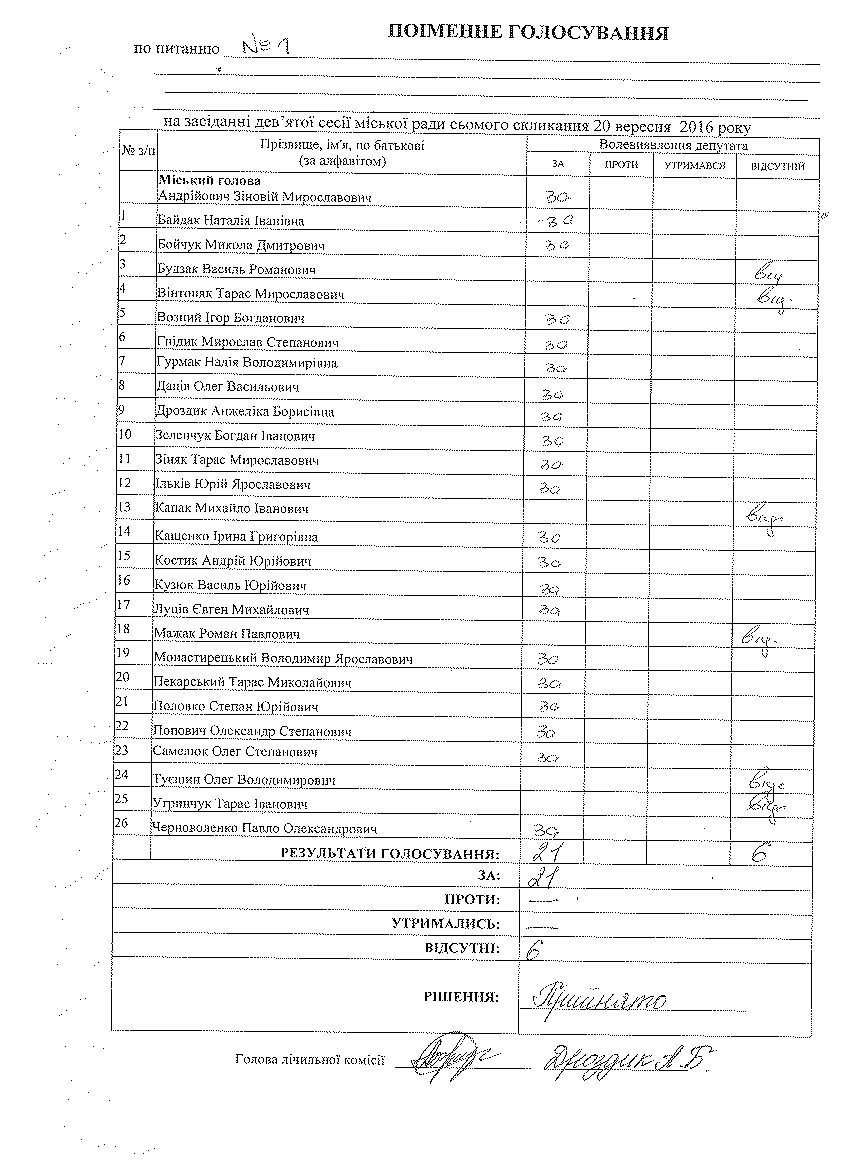 ПОІМЕННЕ ГОЛОСУВАННЯ
по питанню № 1
на засіданні дев'ятої сесії міської ради сьомого скликання 20 вересня 2016 року
№ з/п Прізвище, ім'я, по батькові (за алфавітом) Волевиявлення депутата
ЗА ПРОТИ УТРИМАВСЯ ВІДСУТНІЙ
Міський голова
Андрійович Зіновій Мирославович за
1 Байдак Наталія Іванівна за
2 Бойчук Микола Дмитрович за
3 Будзак Василь Романович від
4 Вінтоняк Тарас Мирославович від.
5 Возний Ігор Богданович за
6 Гнідик Мирослав Степанович за
7 Гурмак Надія Володимирівна за
8 Даців Олег Васильович за
9 Дроздик Анжеліка Борисівна за
10 Зеленчук Богдан Іванович за
11 Зіняк Тарас Мирославович за
12 Ільків Юрій Ярославович за
13 Капак Михайло Іванович від.
14 Кащенко Ірина Григорівна за
15 Костик Андрій Юрійович за
16 Кузюк Василь Юрійович за
17 Луців Євген Михайлович за
18 Мажак Роман Павлович від.
19 Монастирецький Володимир Ярославович за
20 Пекарський Тарас Миколайович за
21 Половко Степан Юрійович за
22 Попович Олександр Степанович за
23 Самелюк Олег Степанович за
24 Олег Володимирович від.
25 Угринчук Тарас Іванович від.
26 Черноволенко Павло Олександрович за
РЕЗУЛЬТАТИ ГОЛОСУВАННЯ: 21 6
ЗА: 21
ПРОТИ: —
УТРИМАЛИСЬ: —
ВІДСУТНІ: 6
РІШЕННЯ: Прийнято
Голова лічильної комісії Дроздик А.Б.